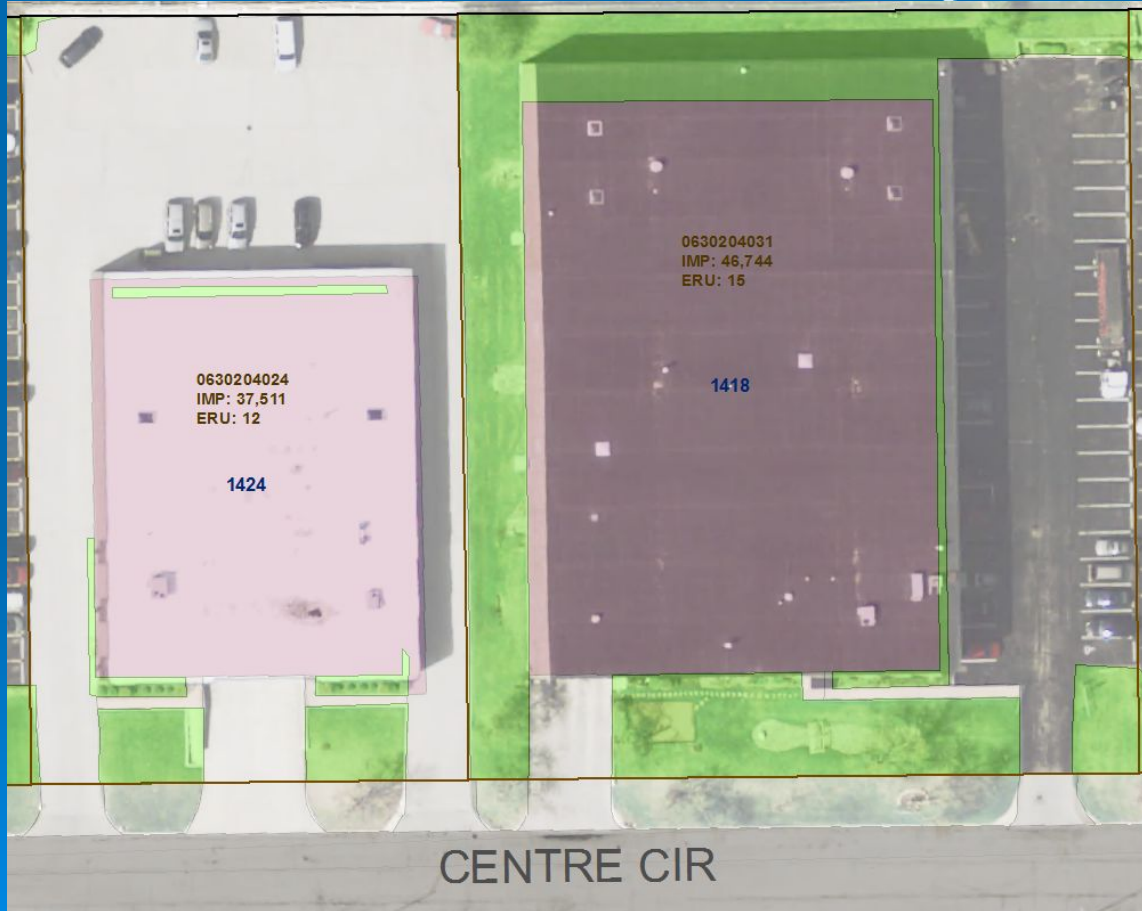 0630204031
IMP: 46,744
ERU: 15
1418
0630204024
IMP: 37,511
ERU: 12
1424
CENTRE CIR